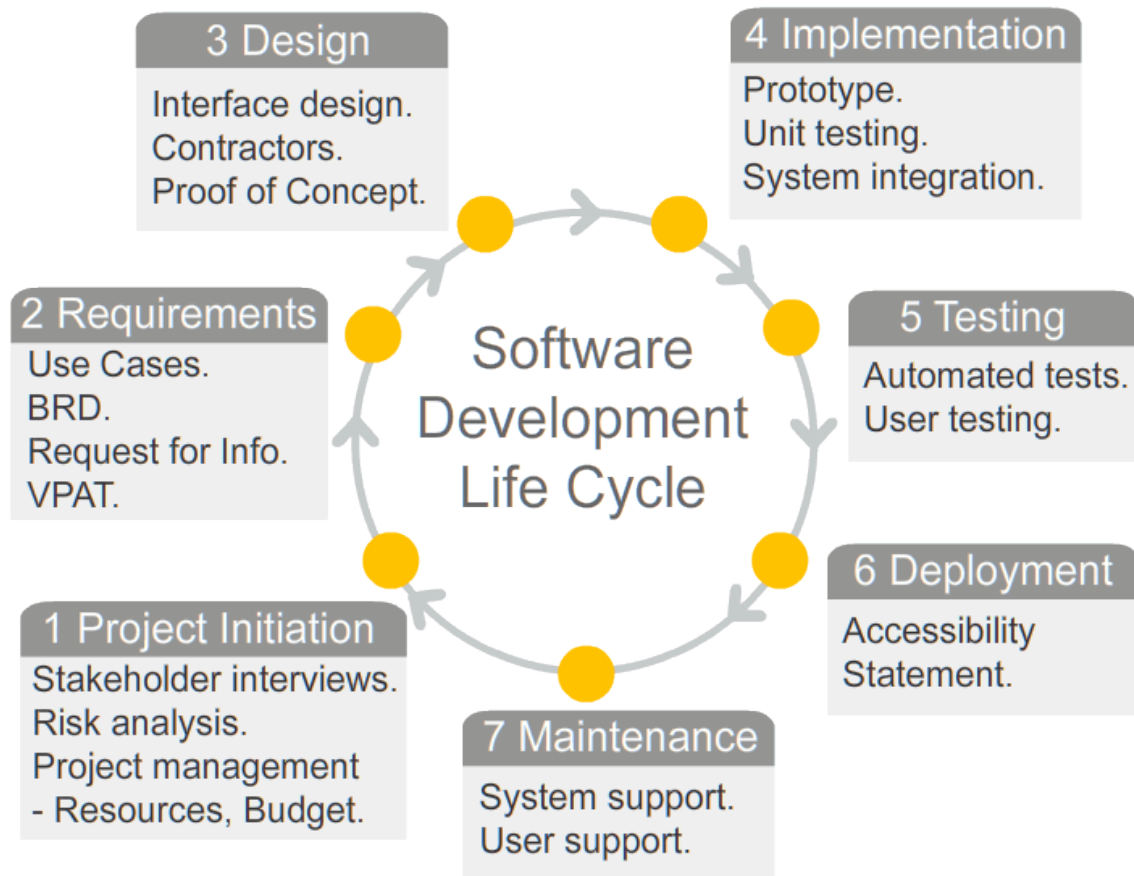 3 Design
Interface design.
Contractors.
Proof of Concept.
4 Implementation
Prototype.
Unit testing.
System integration.
2 Requirements
Use Cases.
BRD.
Request for Info.
VPAT.
Software
Development
Life Cycle
5 Testing
Automated tests.
User testing.
1 Project Initiation
Stakeholder interviews.
Risk analysis.
Project management
- Resources, Budget.
6 Deployment
Accessibility
Statement.
7 Maintenance
System support.
User support.